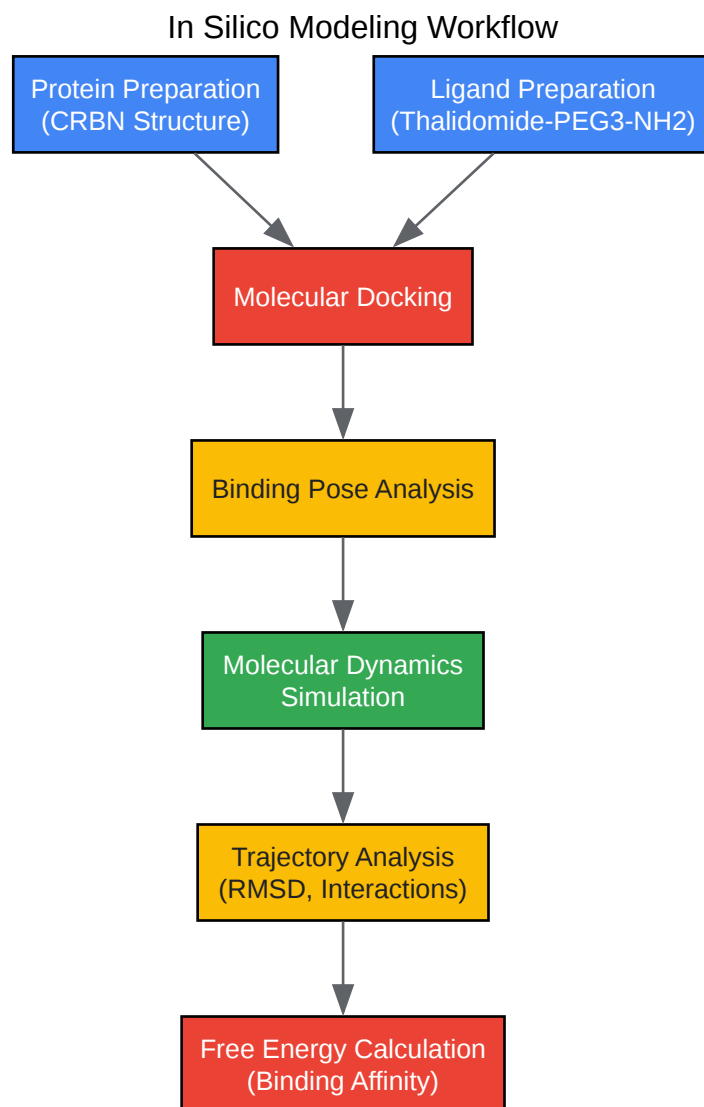 In Silico Modeling Workflow
Protein Preparation
(CRBN Structure)
Ligand Preparation
(Thalidomide-PEG3-NH2)
Molecular Docking
Binding Pose Analysis
Molecular Dynamics
Simulation
Trajectory Analysis
(RMSD, Interactions)
Free Energy Calculation
(Binding Affinity)